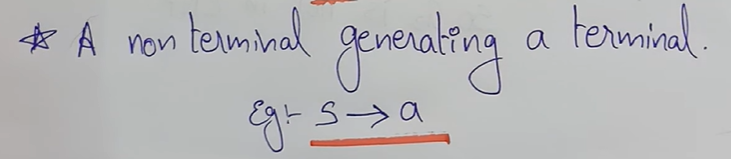 ☆ A non terminal generating a terminal.
Eg:- S → a